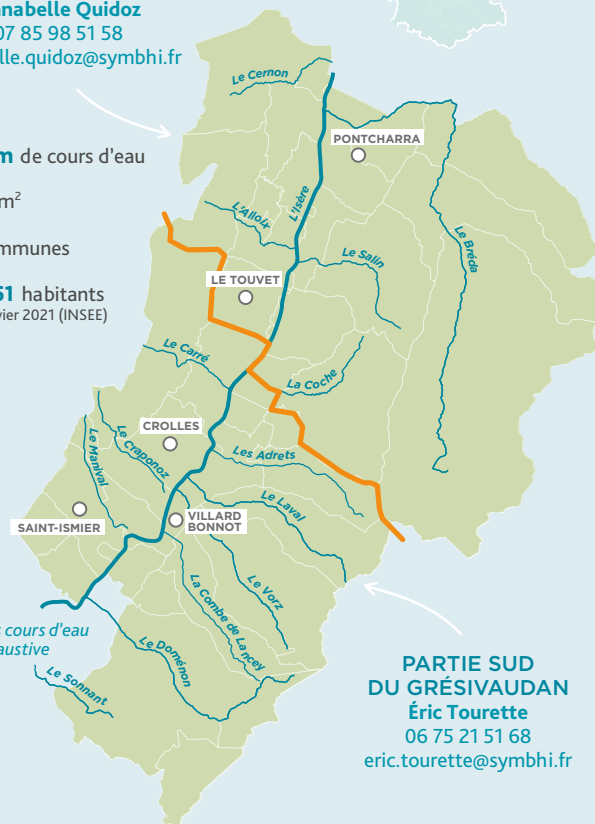 nabelle Quidoz
07 85 98 51 58
lle.quidoz@symbhi.fr
m de cours d'eau
m²
mmunes
51 habitants
vier 2021 (INSEE)
Le Cernon
PONTCHARRA
L'Isère
L'Alloix
Le Salin
Le Bréda
LE TOUVET
Le Carré
La Coche
CROLLES
Le Manival
Le Craponoz
Les Adrets
Le Laval
SAINT-ISMIER
VILLARD
BONNOT
Le Vorz
La Combe de Lancey
s cours d'eau
austive
Le Doménon
Le Sonnant
PARTIE SUD
DU GRÉSIVAUDAN
Éric Tourette
06 75 21 51 68
eric.tourette@symbhi.fr